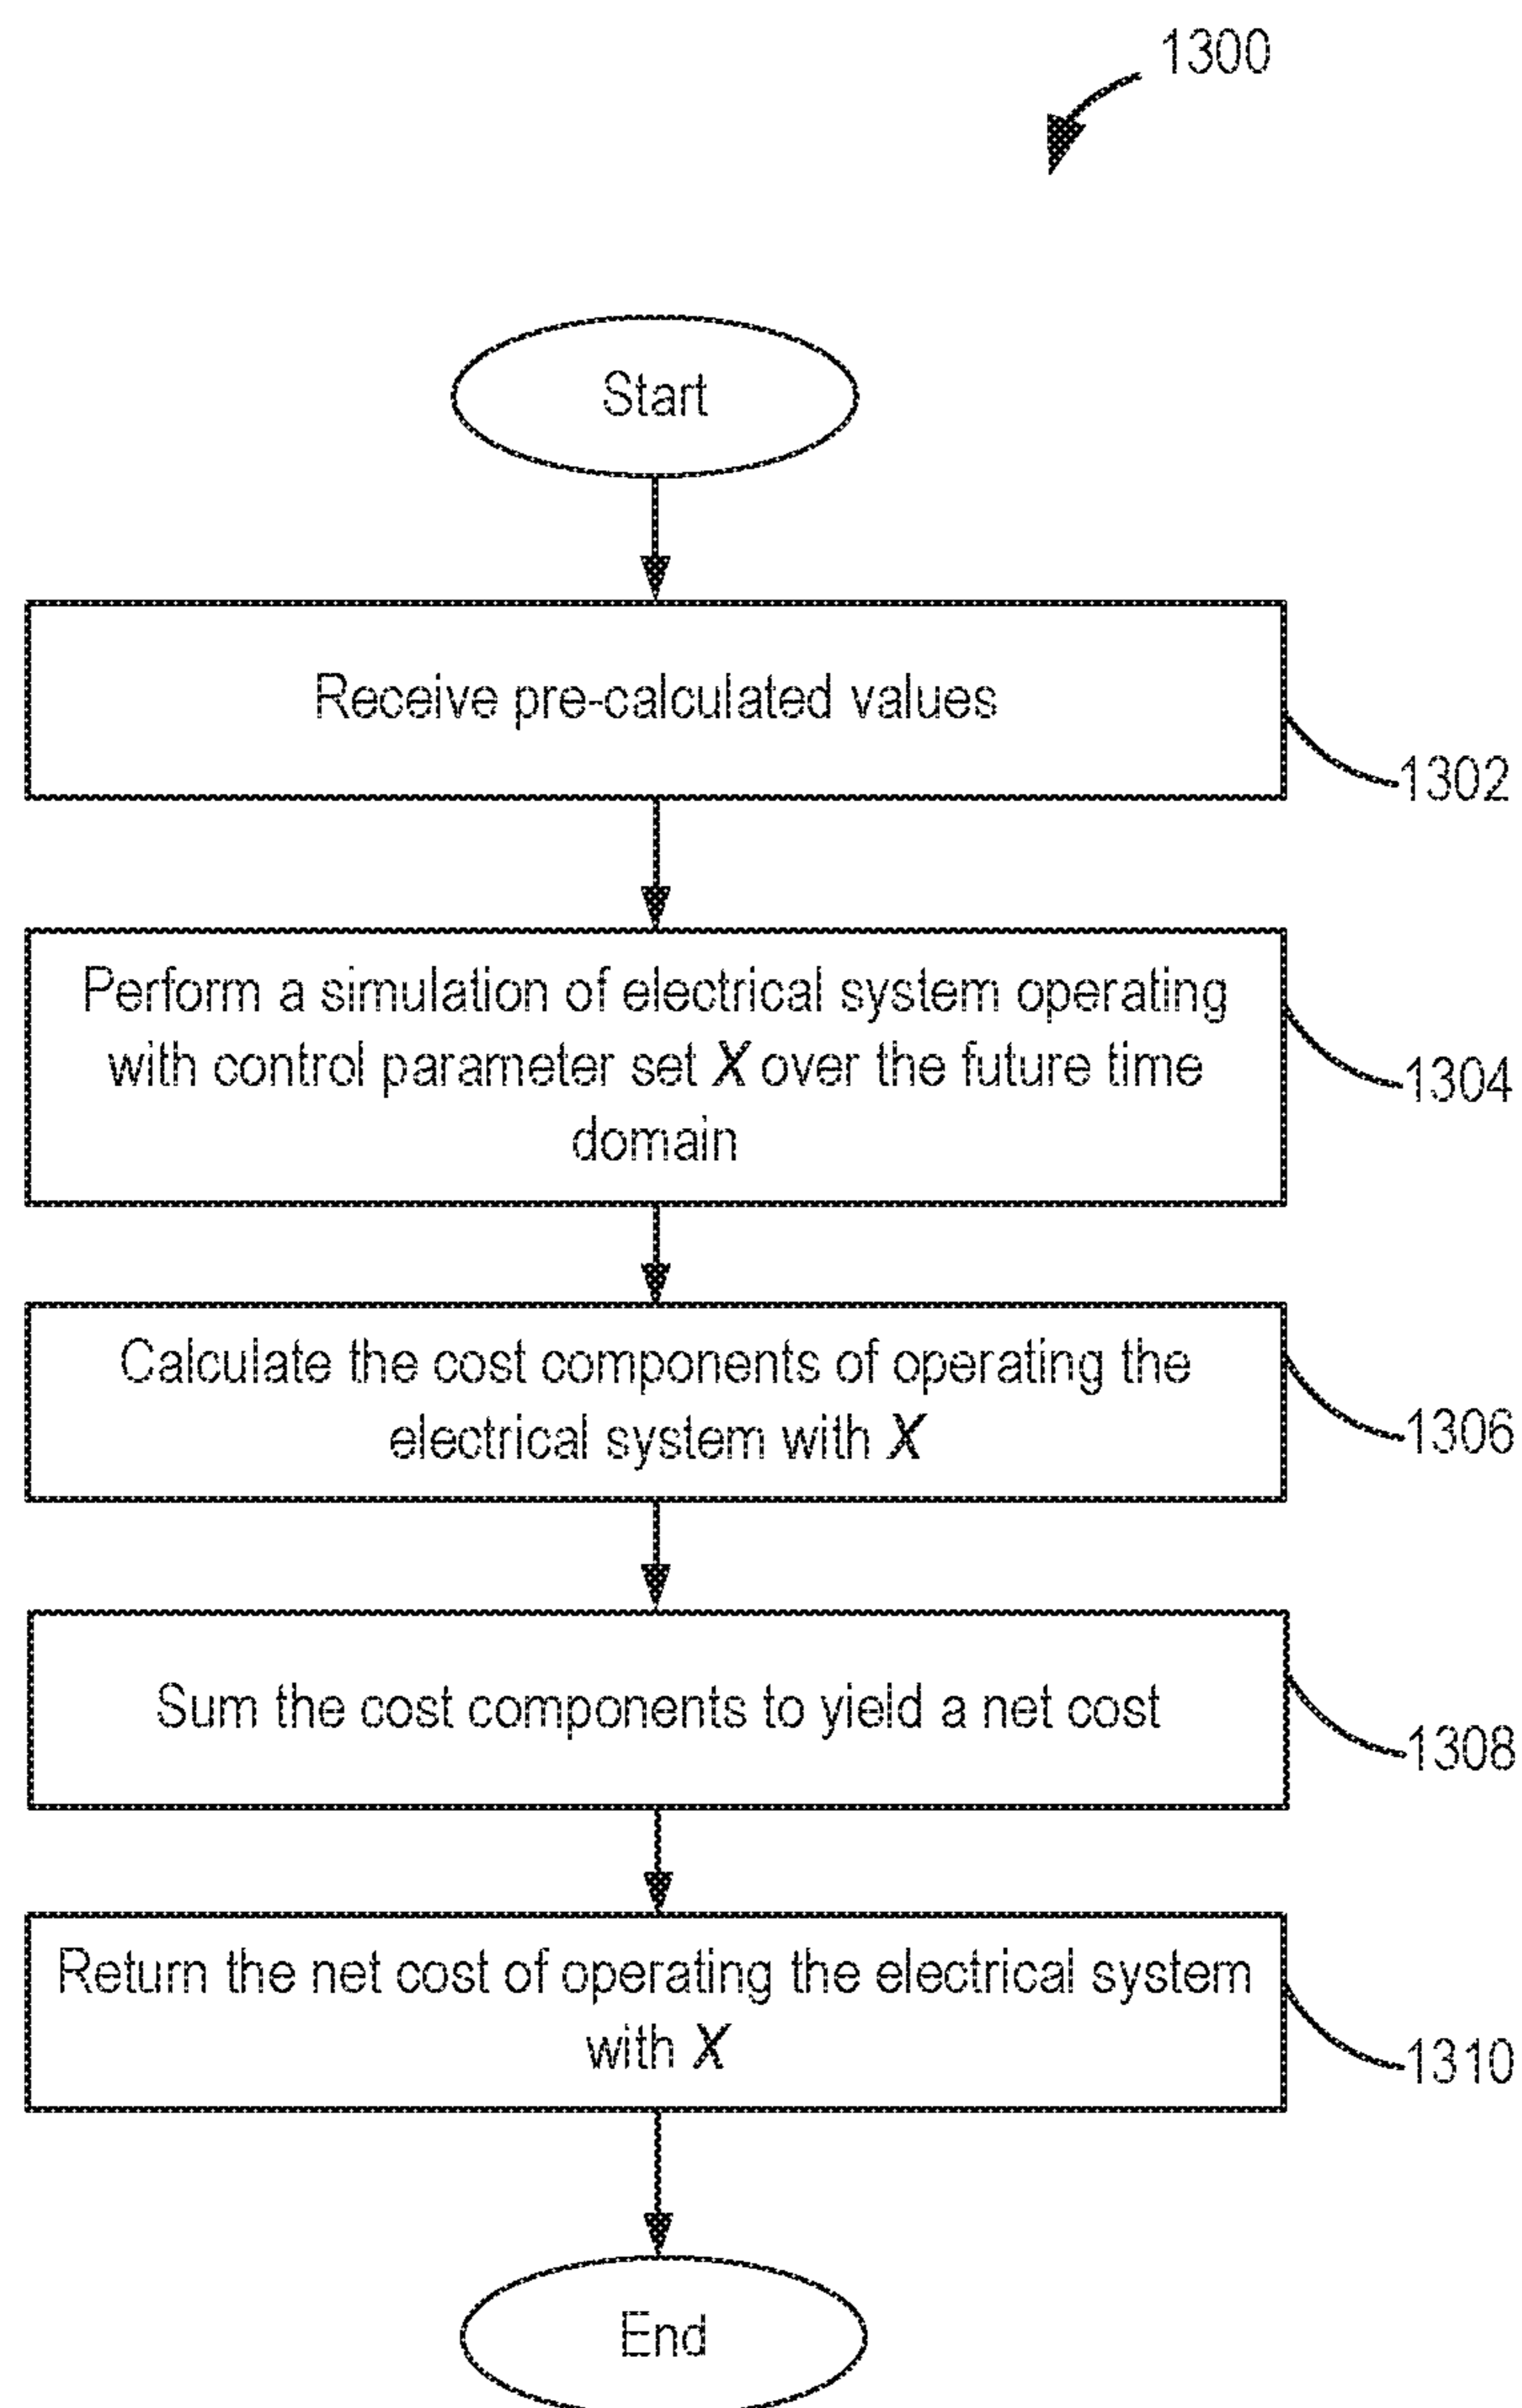 1300
Start
Receive pre-calculated values
1302
Perform a simulation of electrical system operating
with control parameter set X over the future time
domain
1304
Calculate the cost components of operating the
electrical system with X
1306
Sum the cost components to yield a net cost
1308
Return the net cost of operating the electrical system
with X
1310
End